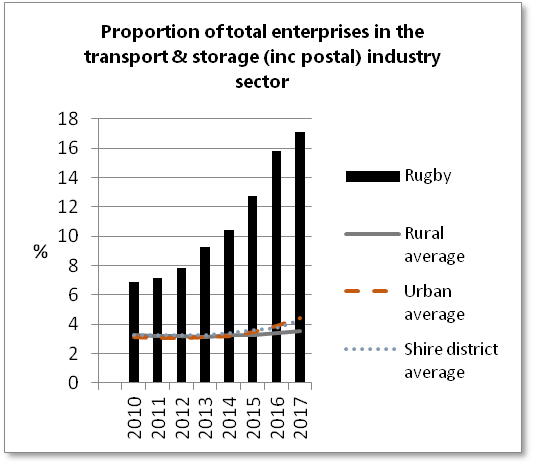 Proportion of total enterprises in the
transport & storage (inc postal) industry
sector
18
16
14
12
10
8
6
4
2
0
%
2010
2011
2012
2013
2014
2015
2016
2017
Rugby
Rural
average
Urban
average
Shire district
average